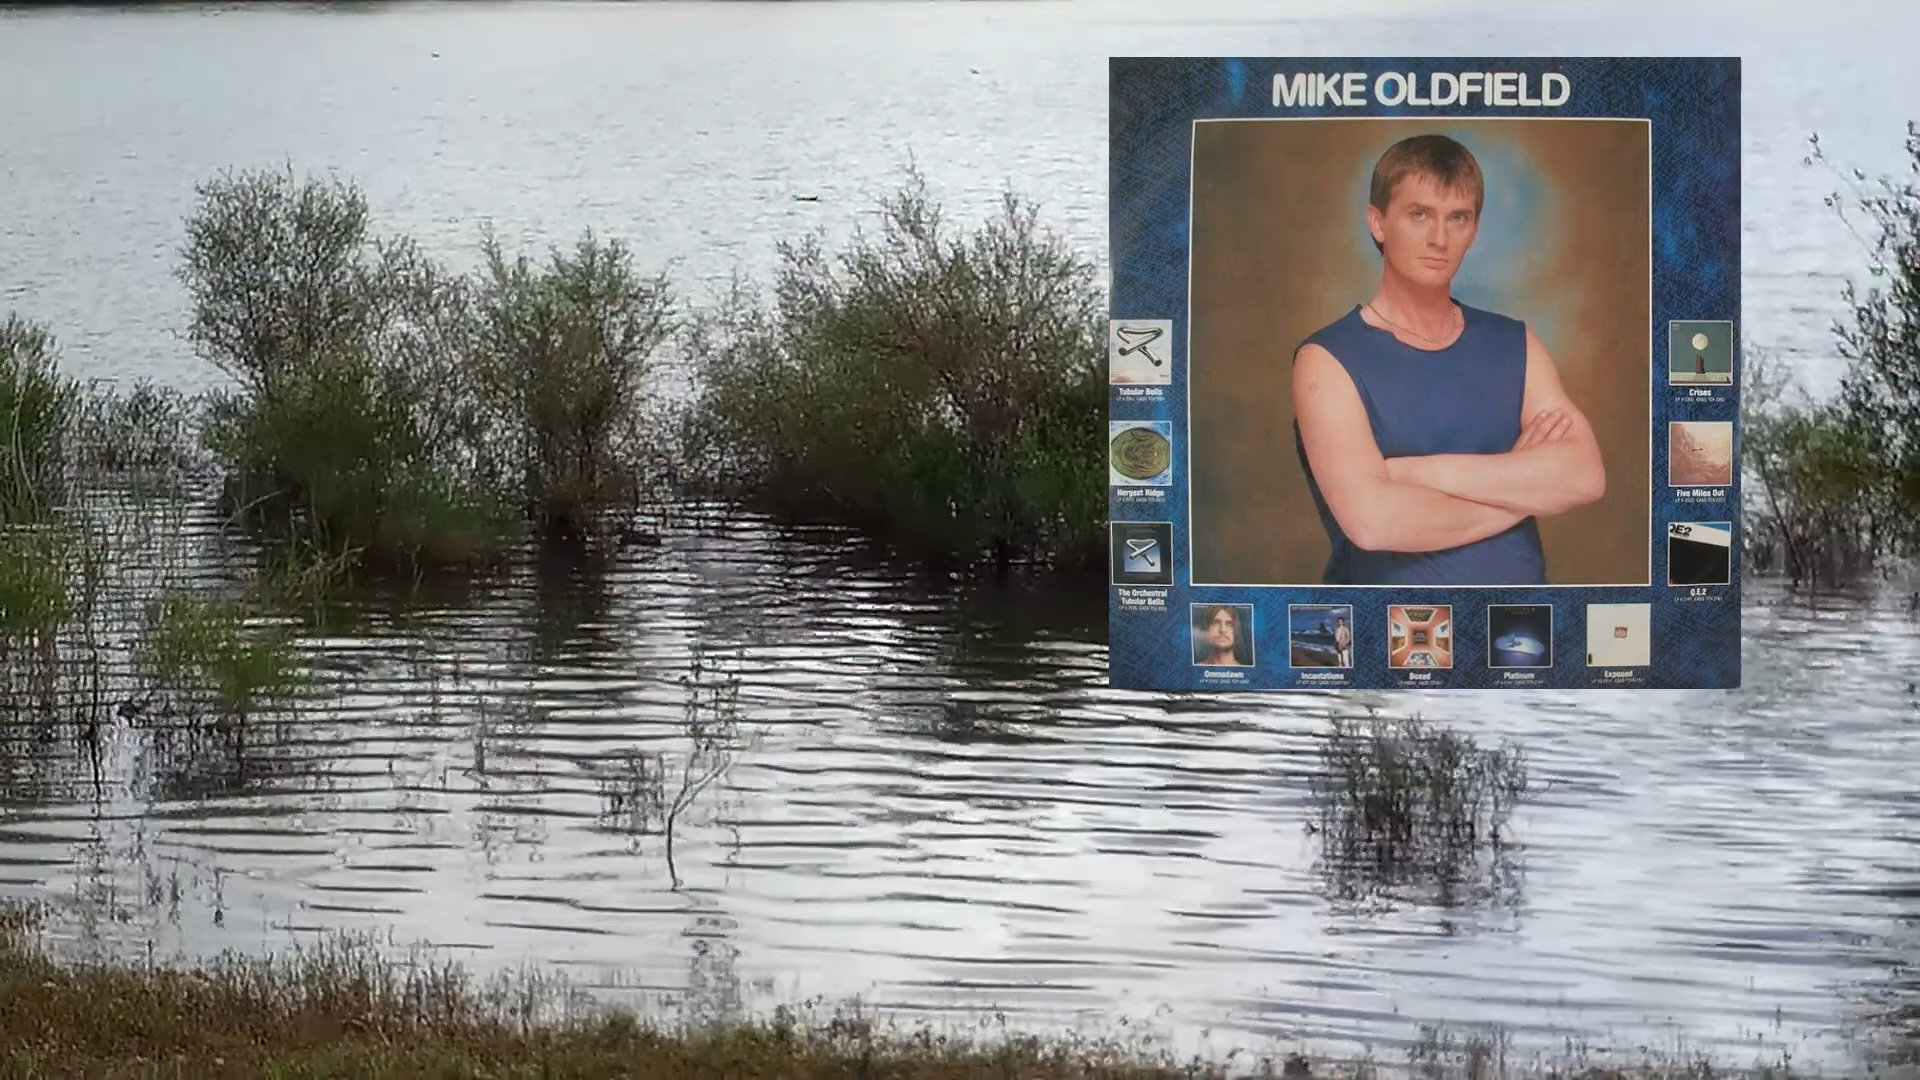 MIKE OLDFIELD
Tubular Bells
Hergest Ridge
The Orchestral
Tubular Bells
Crises
Five Miles Out
QE2
Q.E.2
Ommadawn
Incantations
Boxed
Platinum
Exposed